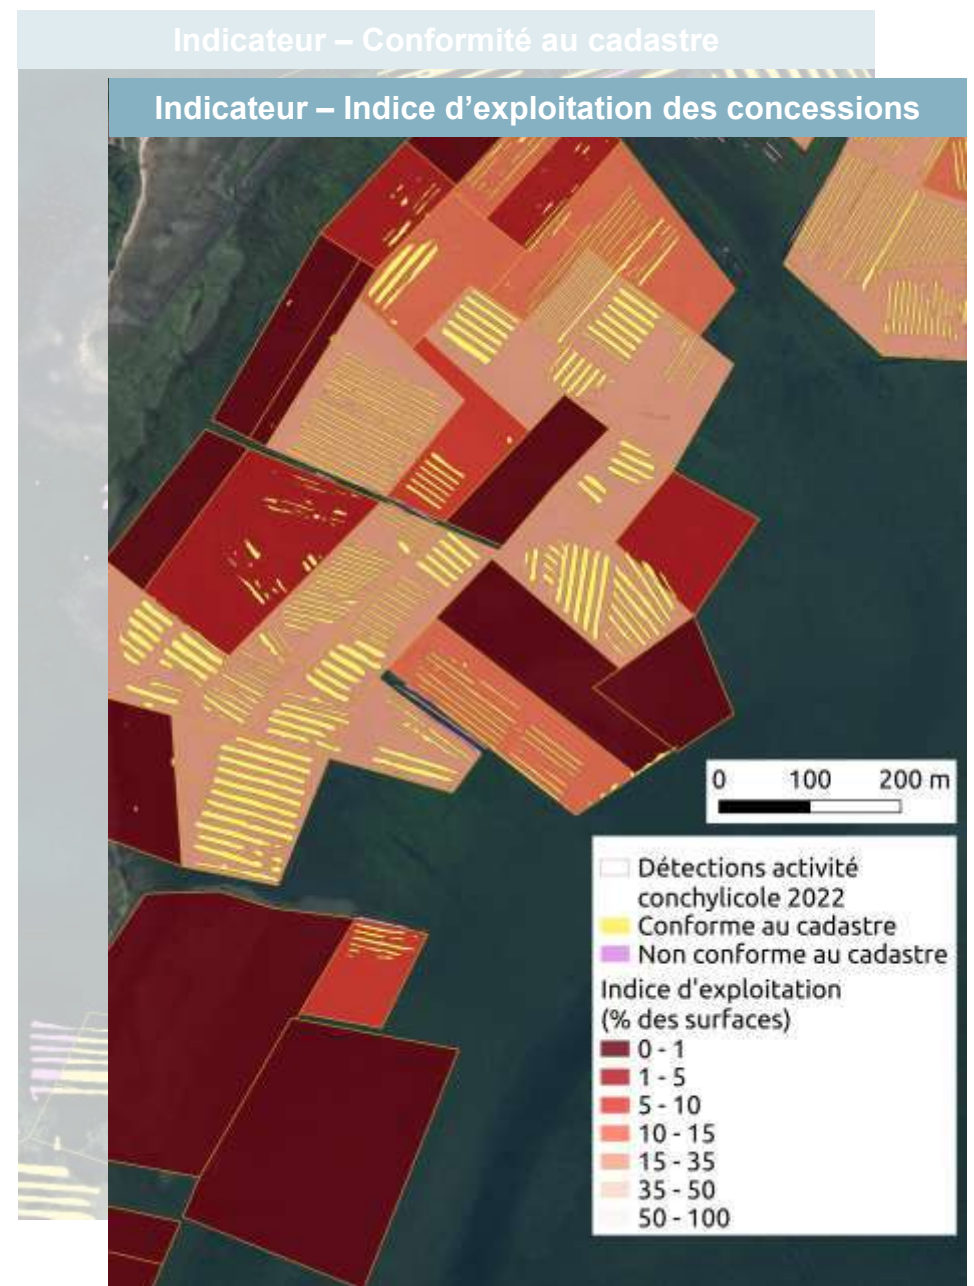 Indicateur – Conformité au cadastre
Indicateur – Indice d'exploitation des concessions
0 100 200 m
Détections activité
conchylicole 2022
Conforme au cadastre
Non conforme au cadastre
Indice d'exploitation
(% des surfaces)
0 - 1
1 - 5
5 - 10
10 - 15
15 - 35
35 - 50
50 - 100